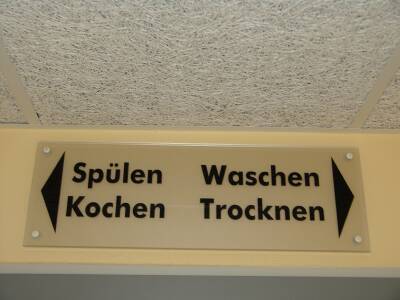 Spülen Waschen
Kochen Trocknen